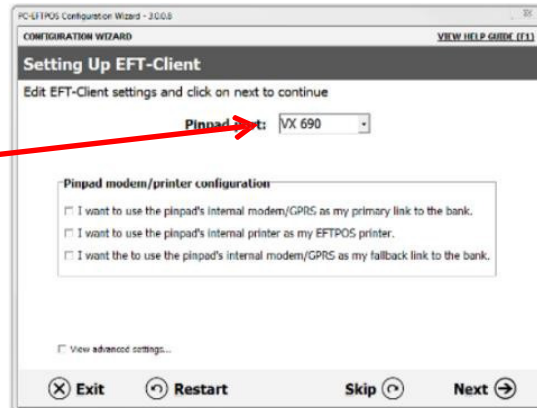 PC-EFTPOS Configuration Wizard - 3.0.0.8
CONFIGURATION WIZARD VIEW HELP GUIDE (F1)
Setting Up EFT-Client
Edit EFT-Client settings and click on next to continue
Pinpad port: VX 690
Pinpad modem/printer configuration
I want to use the pinpad's internal modem/GPRS as my primary link to the bank.
I want to use the pinpad's internal printer as my EFTPOS printer.
I want the to use the pinpad's internal modem/GPRS as my fallback link to the bank.
View advanced settings...
Exit Restart Skip Next